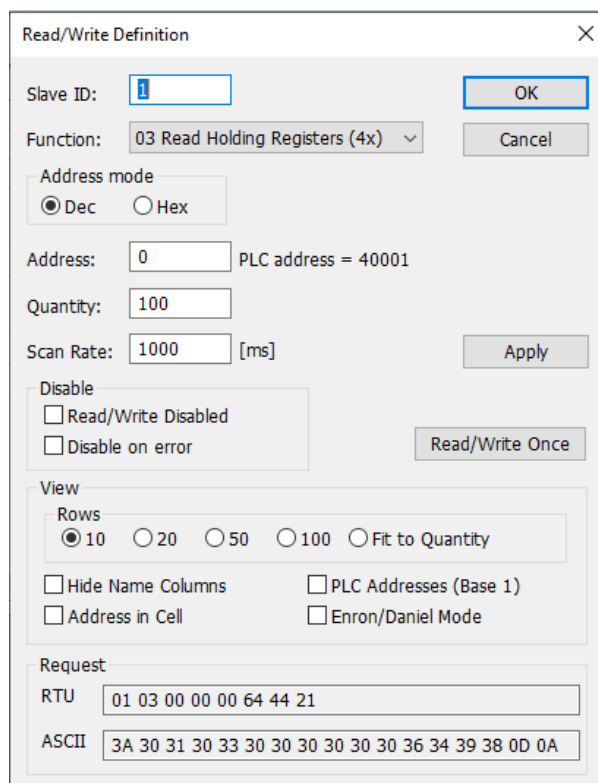 Read/Write Definition
Slave ID: 1 OK
Function: 03 Read Holding Registers (4x) Cancel
Address mode
Dec Hex
Address: 0 PLC address = 40001
Quantity: 100
Scan Rate: 1000 [ms] Apply
Disable
Read/Write Disabled
Disable on error
Read/Write Once
View
Rows
10 20 50 100 Fit to Quantity
Hide Name Columns PLC Addresses (Base 1)
Address in Cell Enron/Daniel Mode
Request
RTU 01 03 00 00 00 64 44 21
ASCII 3A 30 31 30 33 30 30 30 30 30 30 36 34 39 38 0D 0A